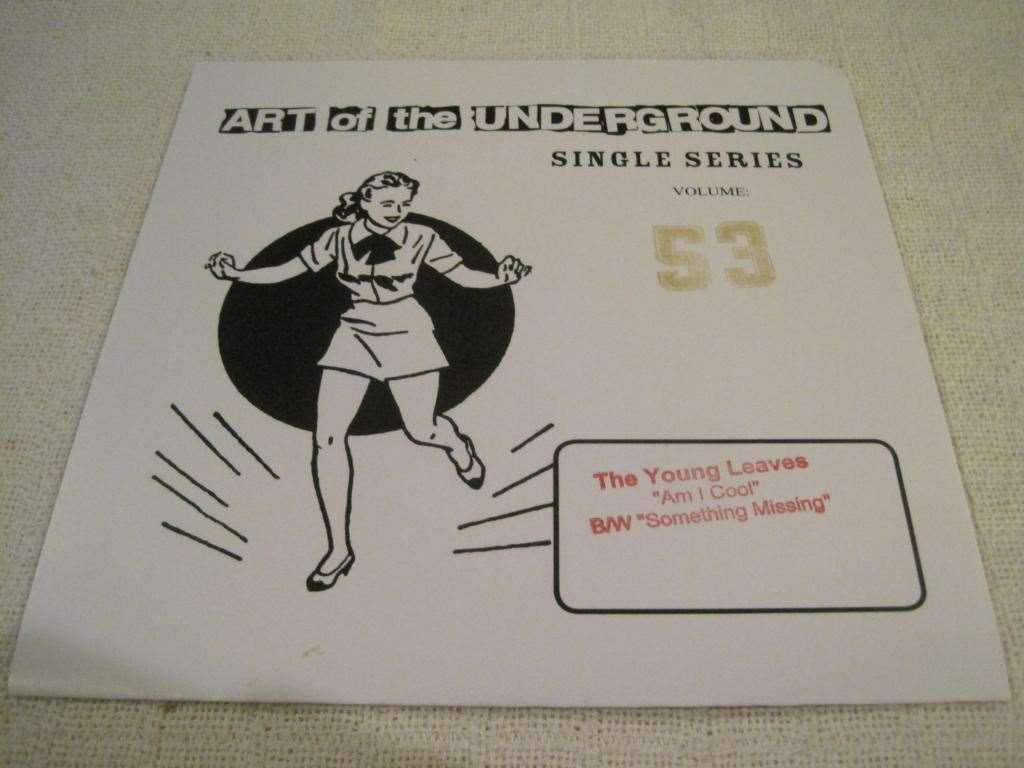 ART of the UNDERGROUND
SINGLE SERIES
VOLUME:
53
The Young Leaves
"Am I Cool"
B/W "Something Missing"